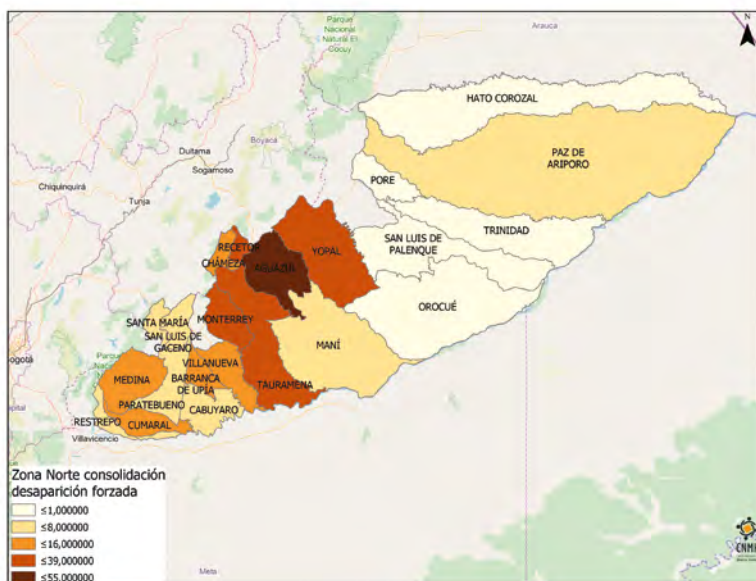 Parque
Nacional
Natural El
Cocuy
Arauca
HATO COROZAL
PAZ DE
ARIPORO
Boyacá
Duitama
Sogamoso
PORE
Chiquinquirá
Tunja
TRINIDAD
SAN LUIS DE
PALENQUE
RECETOR
YOPAL
CHÁMEZA
AGUAZUL
OROCUÉ
SANTA MARÍA
MONTERREY
SAN LUIS DE
GACENO
MANÍ
VILLANUEVA
MEDINA
BARRANCA
DE UPÍA
TAURAMENA
PARATEBUENO
CABUYARO
RESTREPO
CUMARAL
Villavicencio
Zona Norte consolidación
desaparición forzada
≤1,000000
≤8,000000
≤16,000000
≤39,000000
≤55,000000
Meta